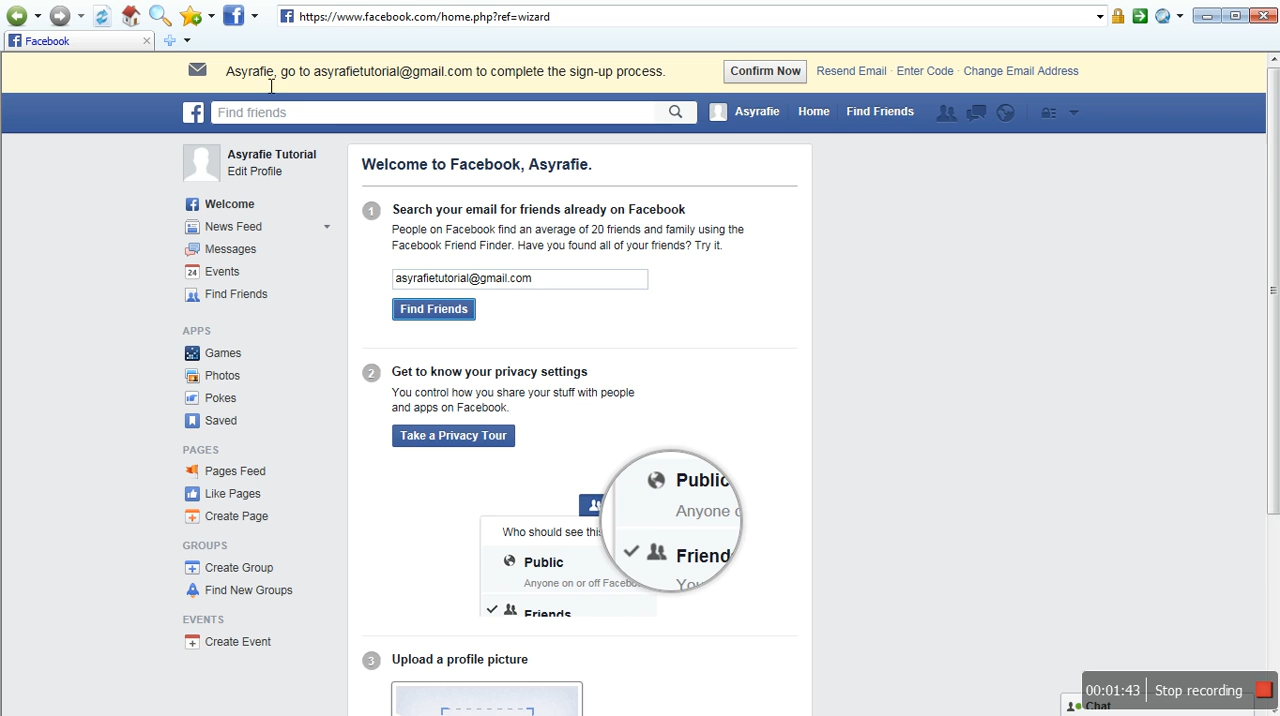 https://www.facebook.com/home.php?ref=wizard
Facebook
Asyrafie, go to asyrafietutorial@gmail.com to complete the sign-up process.
Confirm Now
Resend Email · Enter Code · Change Email Address
Find friends
Asyrafie
Home
Find Friends
Asyrafie Tutorial
Edit Profile
Welcome
News Feed
Messages
24
Events
Find Friends
APPS
Games
Photos
Pokes
Saved
PAGES
Pages Feed
Like Pages
Create Page
GROUPS
Create Group
Find New Groups
EVENTS
Create Event
Welcome to Facebook, Asyrafie.
1
Search your email for friends already on Facebook
People on Facebook find an average of 20 friends and family using the
Facebook Friend Finder. Have you found all of your friends? Try it.
asyrafietutorial@gmail.com
Find Friends
2
Get to know your privacy settings
You control how you share your stuff with people
and apps on Facebook.
Take a Privacy Tour
Who should see this
Public
Anyone on or off Facebo
Friends
Public
Anyone o
Friend
You
3
Upload a profile picture
00:01:43
Stop recording
Chat